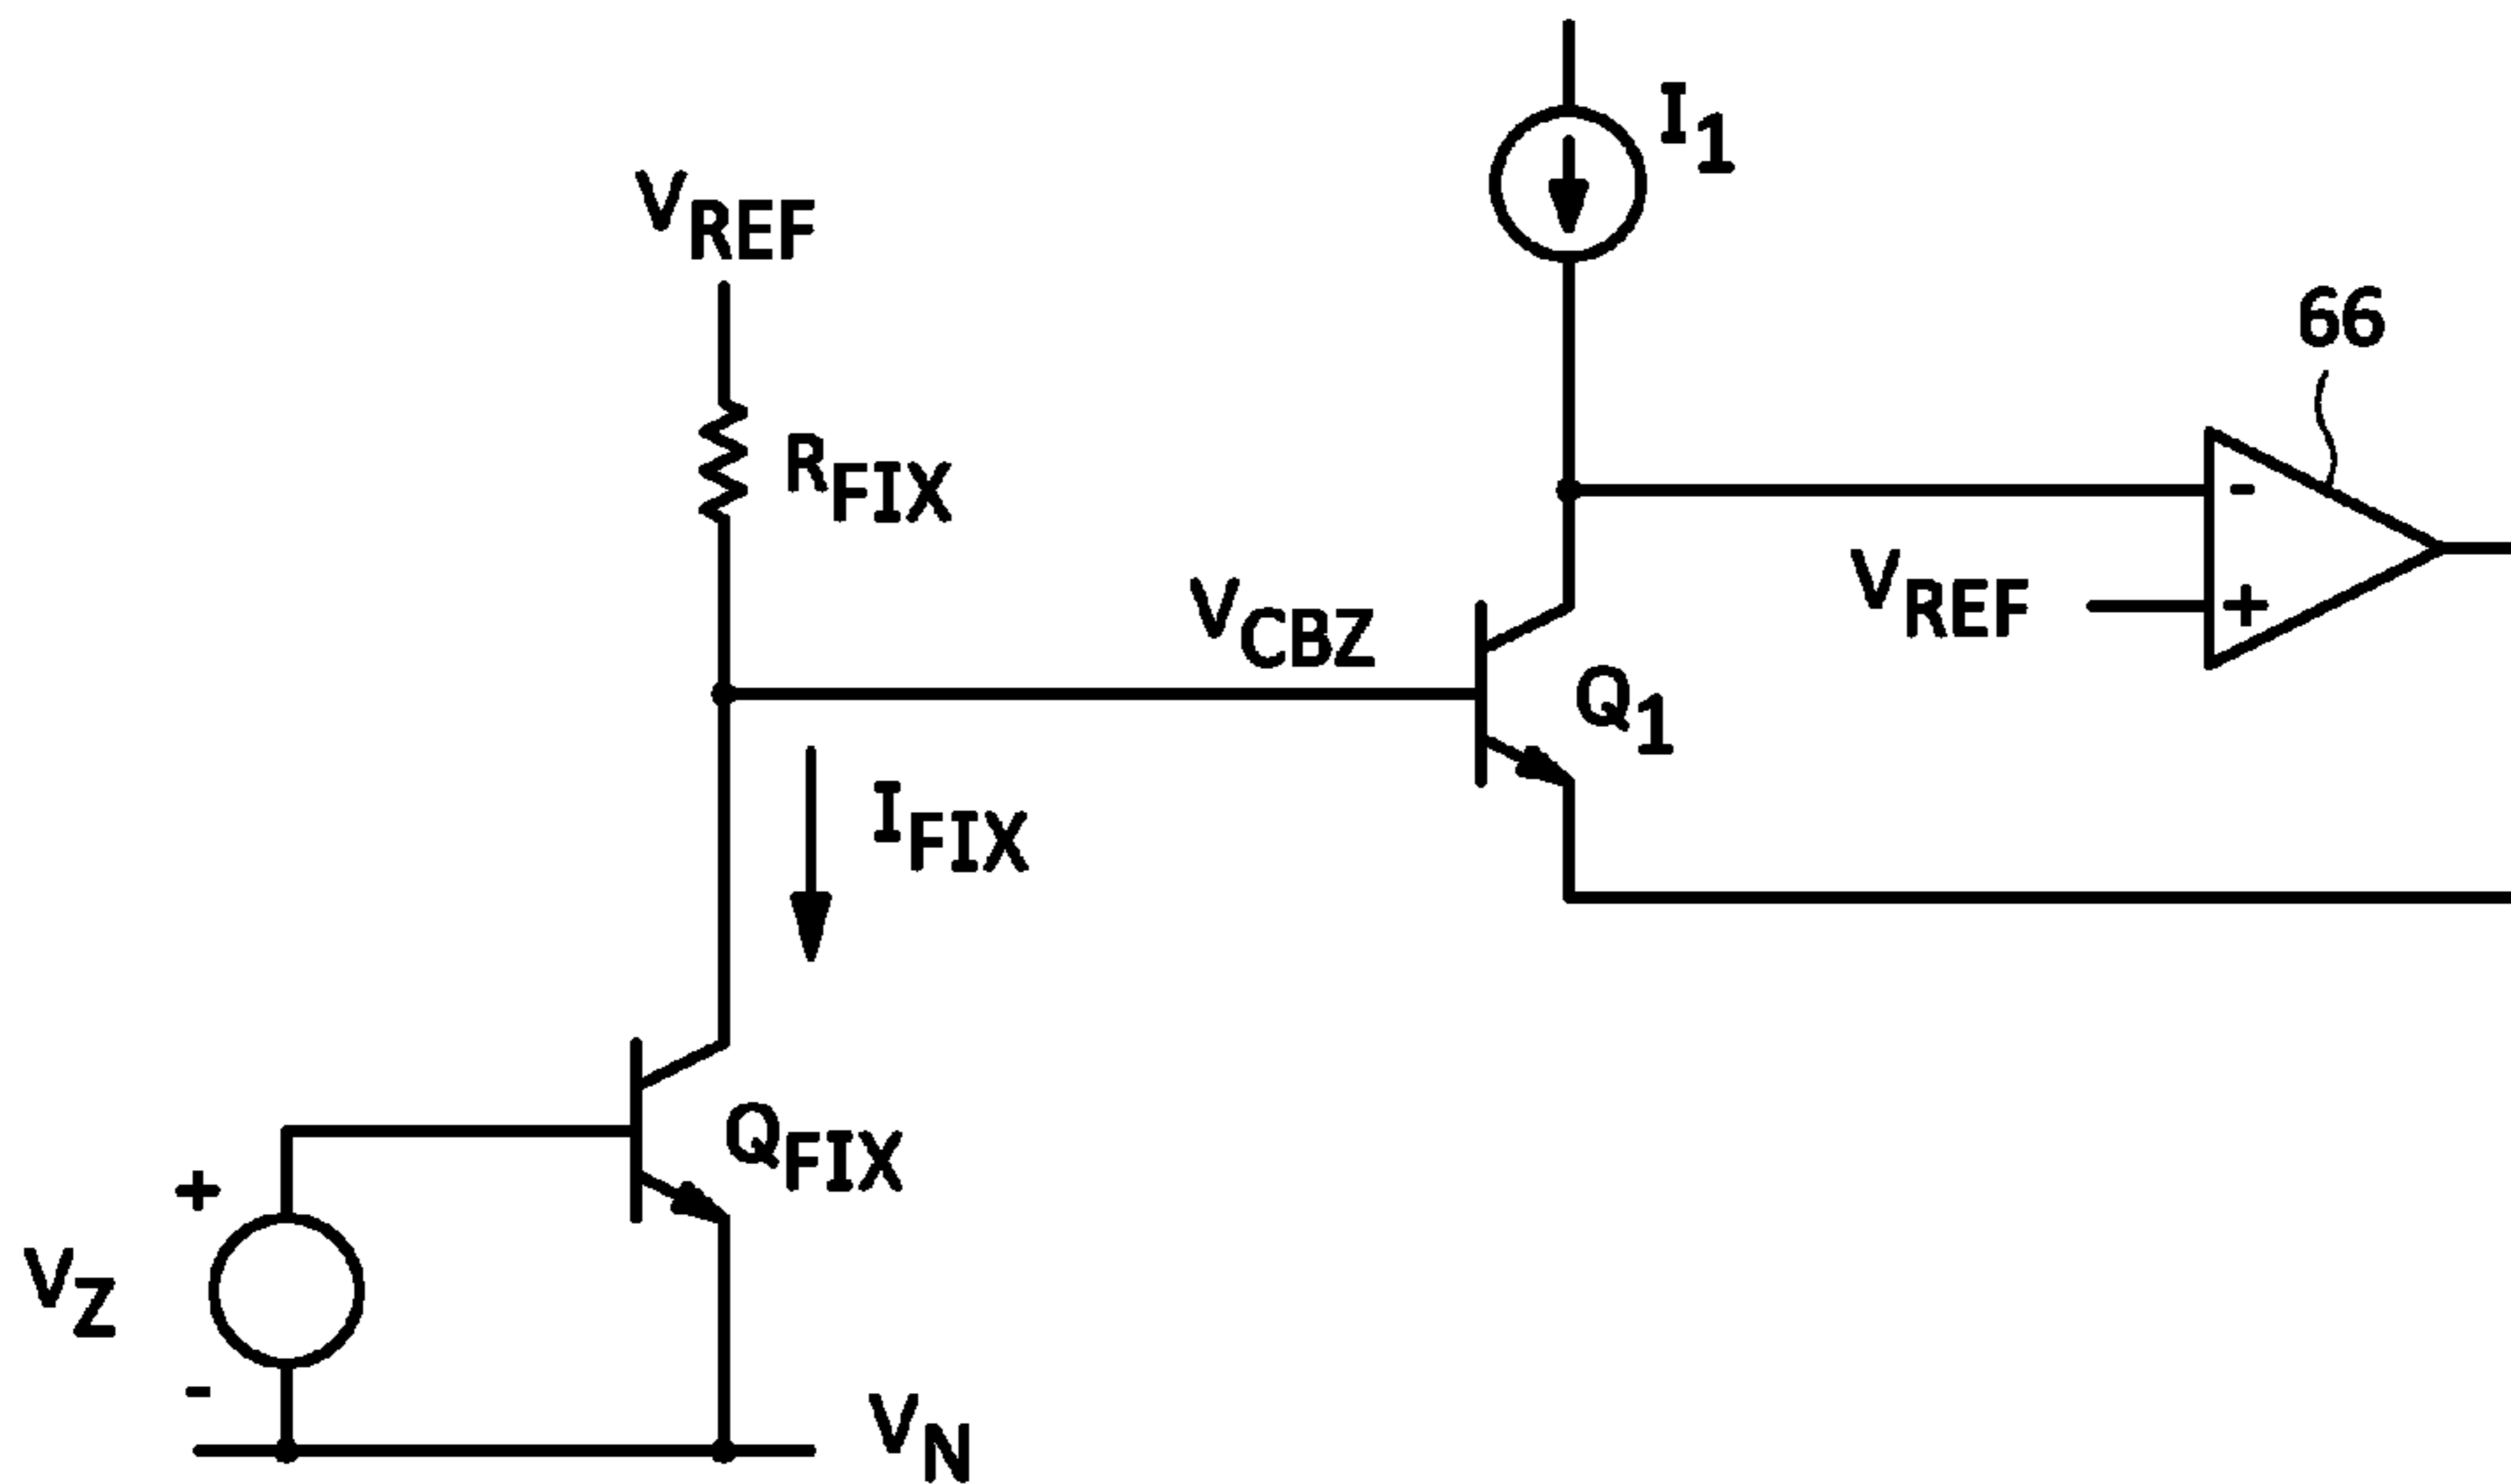 I1
VREF
66
RFIX
-
VREF
+
VCBZ
Q1
IFIX
QFIX
+
VZ
-
VN